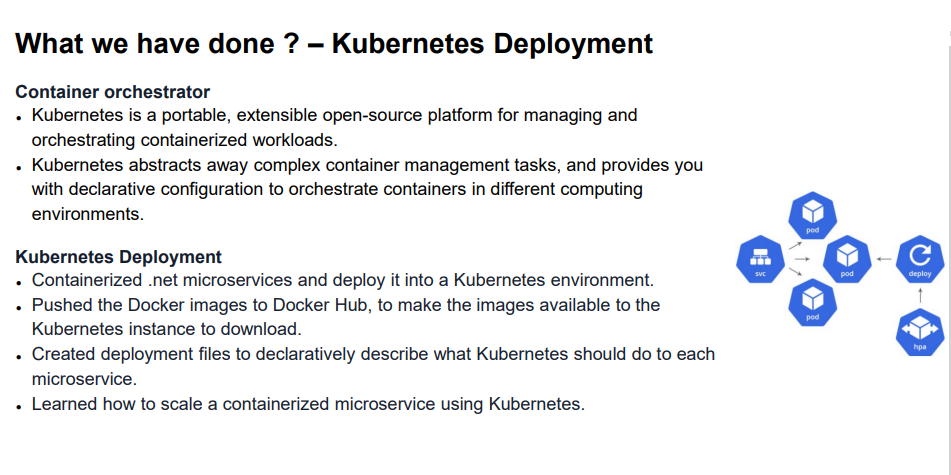 What we have done ? – Kubernetes Deployment
Container orchestrator
• Kubernetes is a portable, extensible open-source platform for managing and
orchestrating containerized workloads.
• Kubernetes abstracts away complex container management tasks, and provides you
with declarative configuration to orchestrate containers in different computing
environments.
Kubernetes Deployment
• Containerized .net microservices and deploy it into a Kubernetes environment.
• Pushed the Docker images to Docker Hub, to make the images available to the
Kubernetes instance to download.
• Created deployment files to declaratively describe what Kubernetes should do to each
microservice.
• Learned how to scale a containerized microservice using Kubernetes.
pod
svc
pod
deploy
pod
hpa